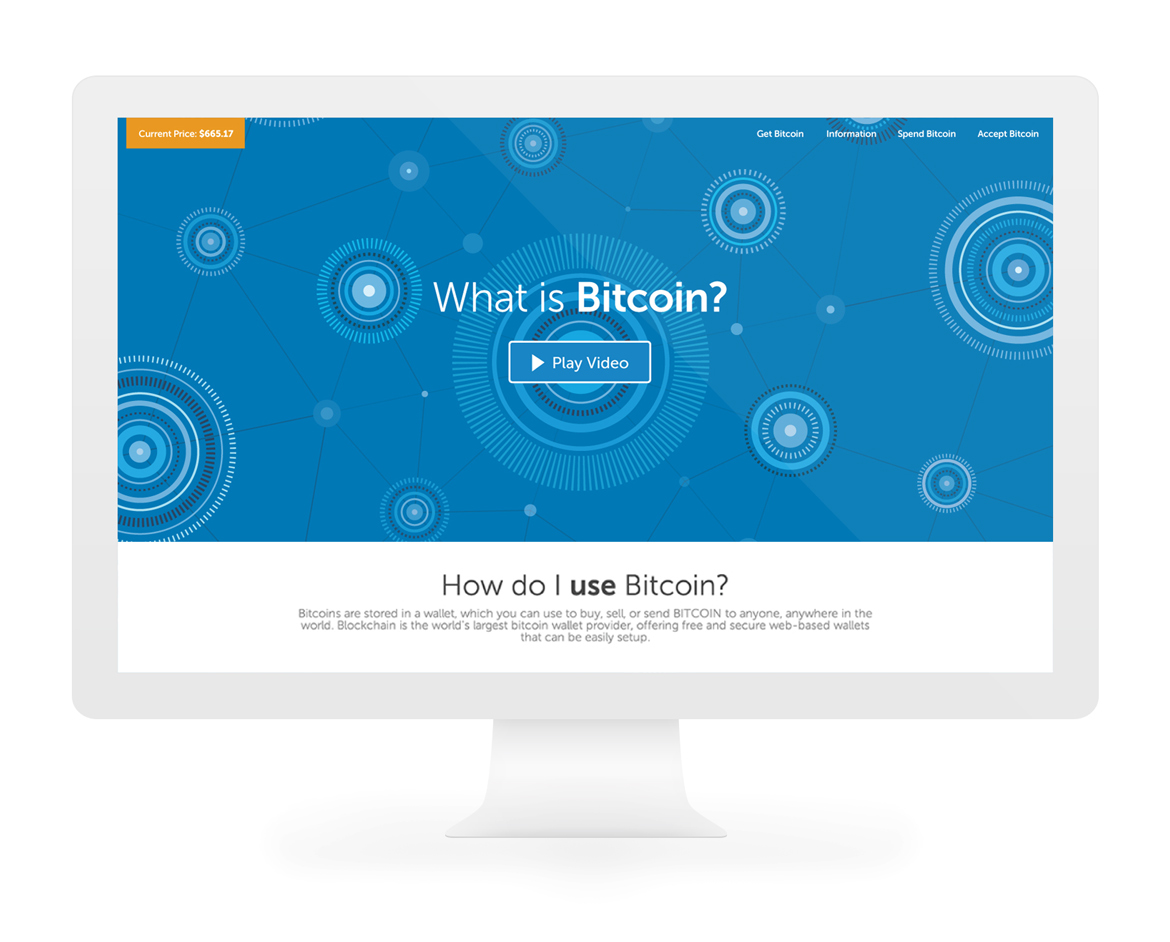 Current Price: $665.17
Get Bitcoin Information Spend Bitcoin Accept Bitcoin
What is Bitcoin?
Play Video
How do I use Bitcoin?
Bitcoins are stored in a wallet, which you can use to buy, sell, or send BITCOIN to anyone, anywhere in the
world. Blockchain is the world's largest bitcoin wallet provider, offering free and secure web-based wallets
that can be easily setup.